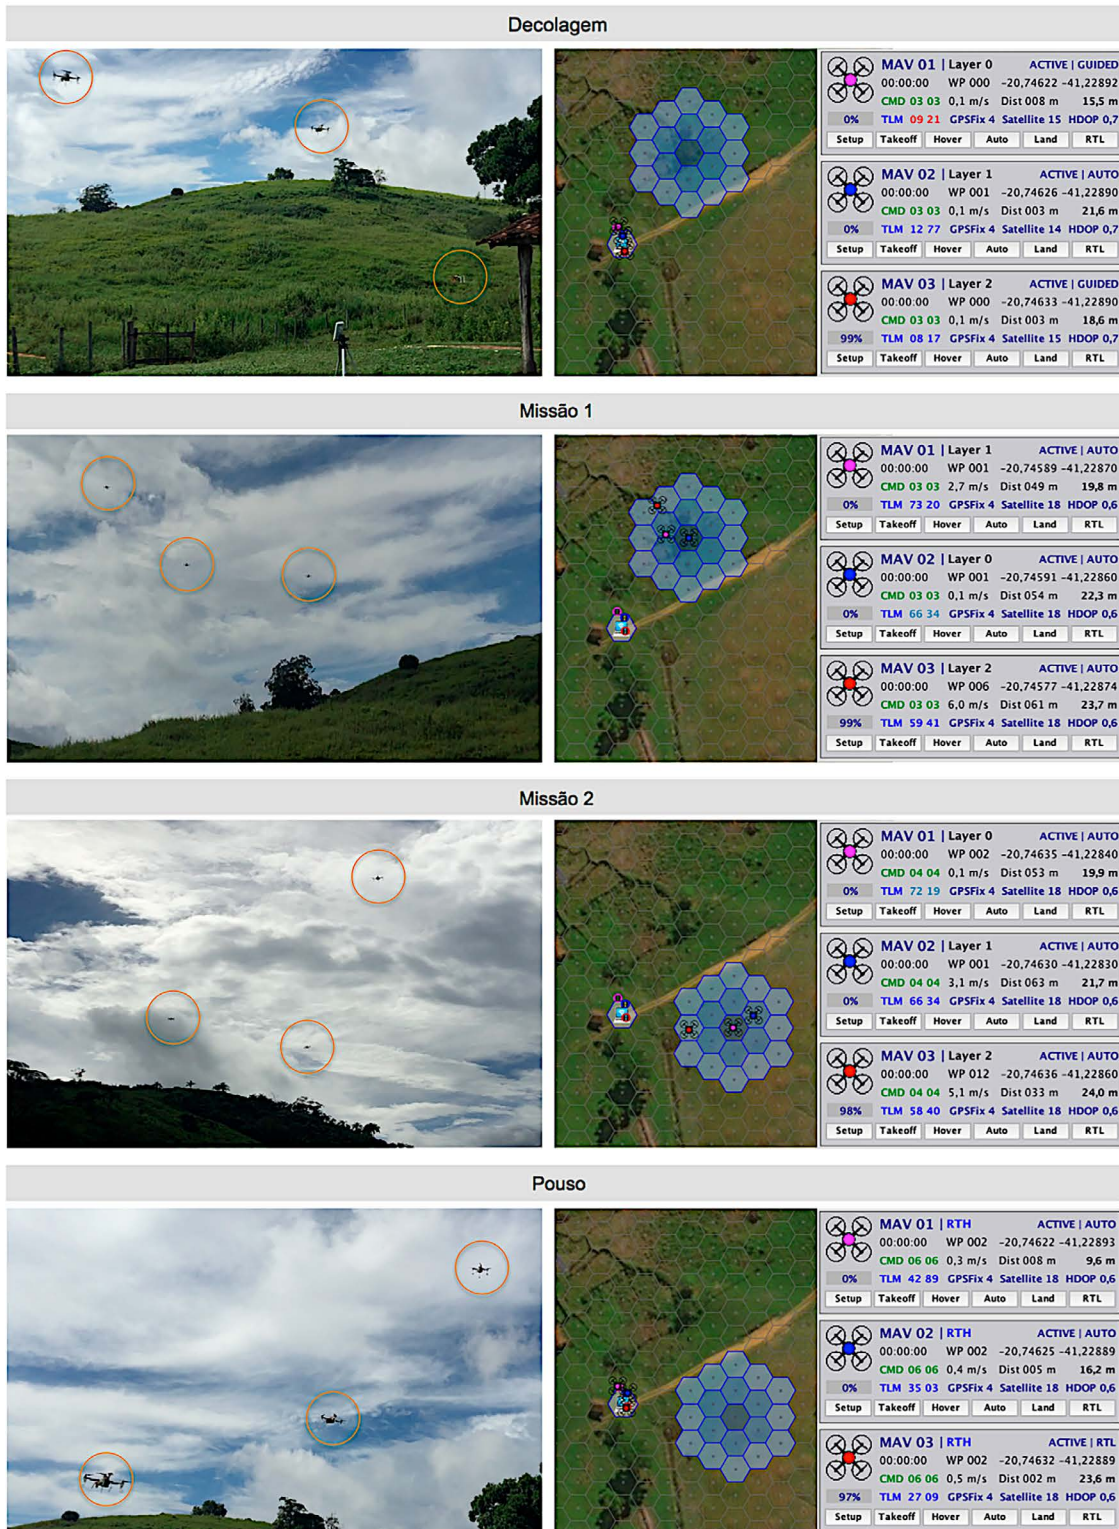 Decolagem
MAV 01 | Layer 0 ACTIVE | GUIDED
00:00:00 WP 000 -20,74622 -41,22892
CMD 03 03 0,1 m/s Dist 008 m 15,5 m
0% TLM 09 21 GPSFix 4 Satellite 15 HDOP 0,7
Setup Takeoff Hover Auto Land RTL
MAV 02 | Layer 1 ACTIVE | AUTO
00:00:00 WP 001 -20,74626 -41,22890
CMD 03 03 0,1 m/s Dist 003 m 21,6 m
0% TLM 12 77 GPSFix 4 Satellite 14 HDOP 0,7
Setup Takeoff Hover Auto Land RTL
MAV 03 | Layer 2 ACTIVE | GUIDED
00:00:00 WP 000 -20,74633 -41,22890
CMD 03 03 0,1 m/s Dist 003 m 18,6 m
99% TLM 08 17 GPSFix 4 Satellite 15 HDOP 0,7
Setup Takeoff Hover Auto Land RTL
Missão 1
MAV 01 | Layer 1 ACTIVE | AUTO
00:00:00 WP 001 -20,74589 -41,22870
CMD 03 03 2,7 m/s Dist 049 m 19,8 m
0% TLM 73 20 GPSFix 4 Satellite 18 HDOP 0,6
Setup Takeoff Hover Auto Land RTL
MAV 02 | Layer 0 ACTIVE | AUTO
00:00:00 WP 001 -20,74591 -41,22860
CMD 03 03 0,1 m/s Dist 054 m 22,3 m
0% TLM 66 34 GPSFix 4 Satellite 18 HDOP 0,6
Setup Takeoff Hover Auto Land RTL
MAV 03 | Layer 2 ACTIVE | AUTO
00:00:00 WP 006 -20,74577 -41,22874
CMD 03 03 6,0 m/s Dist 061 m 23,7 m
99% TLM 59 41 GPSFix 4 Satellite 18 HDOP 0,6
Setup Takeoff Hover Auto Land RTL
Missão 2
MAV 01 | Layer 0 ACTIVE | AUTO
00:00:00 WP 002 -20,74635 -41,22840
CMD 04 04 0,1 m/s Dist 053 m 19,9 m
0% TLM 72 19 GPSFix 4 Satellite 18 HDOP 0,6
Setup Takeoff Hover Auto Land RTL
MAV 02 | Layer 1 ACTIVE | AUTO
00:00:00 WP 001 -20,74630 -41,22830
CMD 04 04 3,1 m/s Dist 063 m 21,7 m
0% TLM 66 34 GPSFix 4 Satellite 18 HDOP 0,6
Setup Takeoff Hover Auto Land RTL
MAV 03 | Layer 2 ACTIVE | AUTO
00:00:00 WP 012 -20,74636 -41,22860
CMD 04 04 5,1 m/s Dist 033 m 24,0 m
98% TLM 58 40 GPSFix 4 Satellite 18 HDOP 0,6
Setup Takeoff Hover Auto Land RTL
Pouso
MAV 01 | RTH ACTIVE | AUTO
00:00:00 WP 002 -20,74622 -41,22893
CMD 06 06 0,3 m/s Dist 008 m 9,6 m
0% TLM 42 89 GPSFix 4 Satellite 18 HDOP 0,6
Setup Takeoff Hover Auto Land RTL
MAV 02 | RTH ACTIVE | AUTO
00:00:00 WP 002 -20,74625 -41,22889
CMD 06 06 0,4 m/s Dist 005 m 16,2 m
0% TLM 35 03 GPSFix 4 Satellite 18 HDOP 0,6
Setup Takeoff Hover Auto Land RTL
MAV 03 | RTH ACTIVE | RTL
00:00:00 WP 002 -20,74632 -41,22889
CMD 06 06 0,5 m/s Dist 002 m 23,6 m
97% TLM 27 09 GPSFix 4 Satellite 18 HDOP 0,6
Setup Takeoff Hover Auto Land RTL